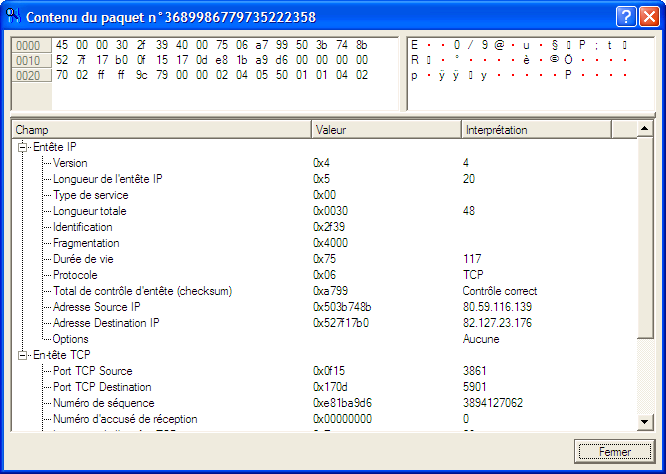 Contenu du paquet n°3689986779735222358
0000 45 00 00 30 2f 39 40 00 75 06 a7 99 50 3b 74 8b E · · 0 / 9 @ · u · § P ; t
0010 52 7f 17 b0 0f 15 17 0d e8 1b a9 d6 00 00 00 00 R · ° · · · · è · © Ö · · · ·
0020 70 02 ff ff 9c 79 00 00 02 04 05 50 01 01 04 02 p · ÿ ÿ y · · · · · P · · · ·
Champ Valeur Interprétation
Entête IP
Version 0x4 4
Longueur de l'entête IP 0x5 20
Type de service 0x00
Longueur totale 0x0030 48
Identification 0x2f39
Fragmentation 0x4000
Durée de vie 0x75 117
Protocole 0x06 TCP
Total de contrôle d'entête (checksum) 0xa799 Contrôle correct
Adresse Source IP 0x503b748b 80.59.116.139
Adresse Destination IP 0x527f17b0 82.127.23.176
Options Aucune
En-tête TCP
Port TCP Source 0x0f15 3861
Port TCP Destination 0x170d 5901
Numéro de séquence 0xe81ba9d6 3894127062
Numéro d'accusé de réception 0x00000000 0
Fermer